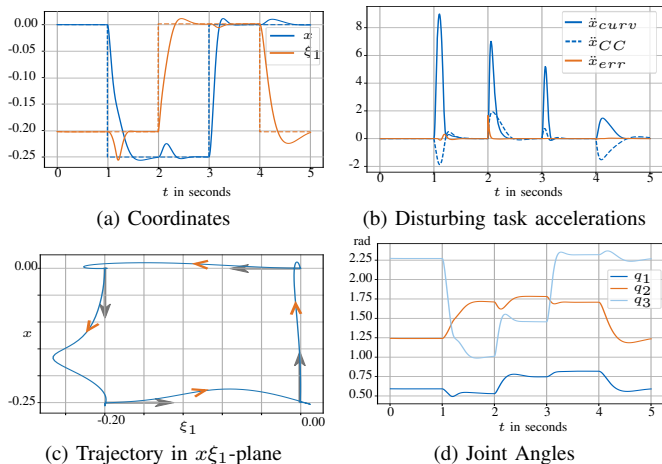 0.00
-0.05
-0.10
-0.15
-0.20
-0.25
x
ξ1
0 1 2 3 4 5
t in seconds
(a) Coordinates
8
6
4
2
0
-2
ẍcurv
ẍCC
ẍerr
0 1 2 3 4 5
t in seconds
(b) Disturbing task accelerations
0.00
x
-0.25
-0.20 0.00
ξ1
(c) Trajectory in xξ1-plane
rad
2.25
2.00
1.75
1.50
1.25
1.00
0.75
0.50
q1
q2
q3
0 1 2 3 4 5
t in seconds
(d) Joint Angles